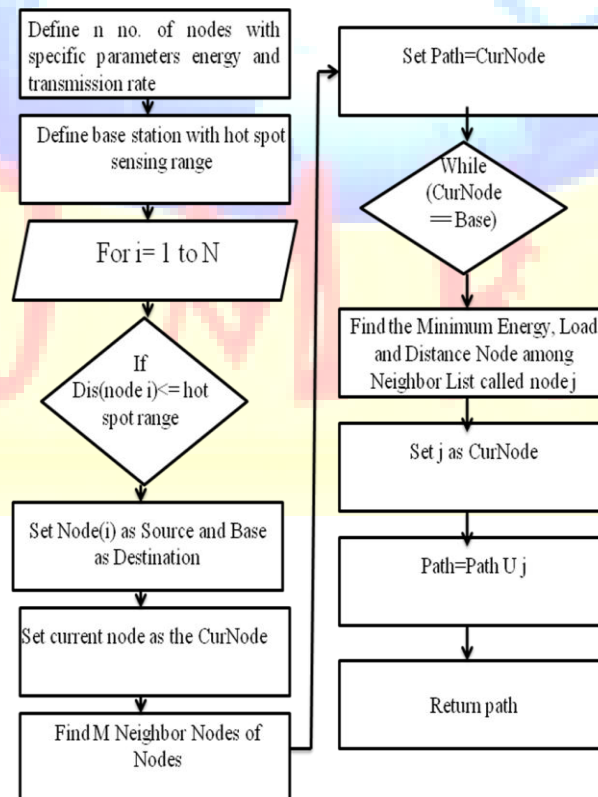 Define n no. of nodes with
specific parameters energy and
transmission rate
Define base station with hot spot
sensing range
For i= 1 to N
If
Dis(node i)<= hot
spot range
Set Node(i) as Source and Base
as Destination
Set current node as the CurNode
Find M Neighbor Nodes of
Nodes
Set Path=CurNode
While
(CurNode
==Base)
Find the Minimum Energy, Load
and Distance Node among
Neighbor List called node j
Set j as CurNode
Path=Path U j
Return path